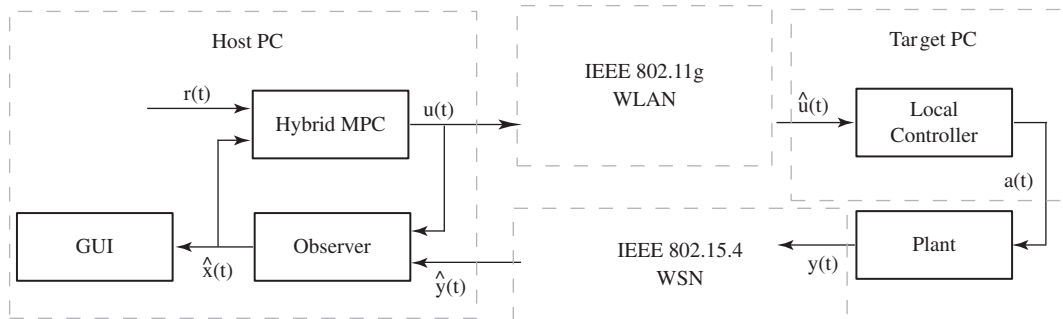 Host PC
r(t)
Hybrid MPC
u(t)
GUI
x̂(t)
Observer
ŷ(t)
IEEE 802.11g
WLAN
IEEE 802.15.4
WSN
Target PC
û(t)
Local
Controller
a(t)
Plant
y(t)